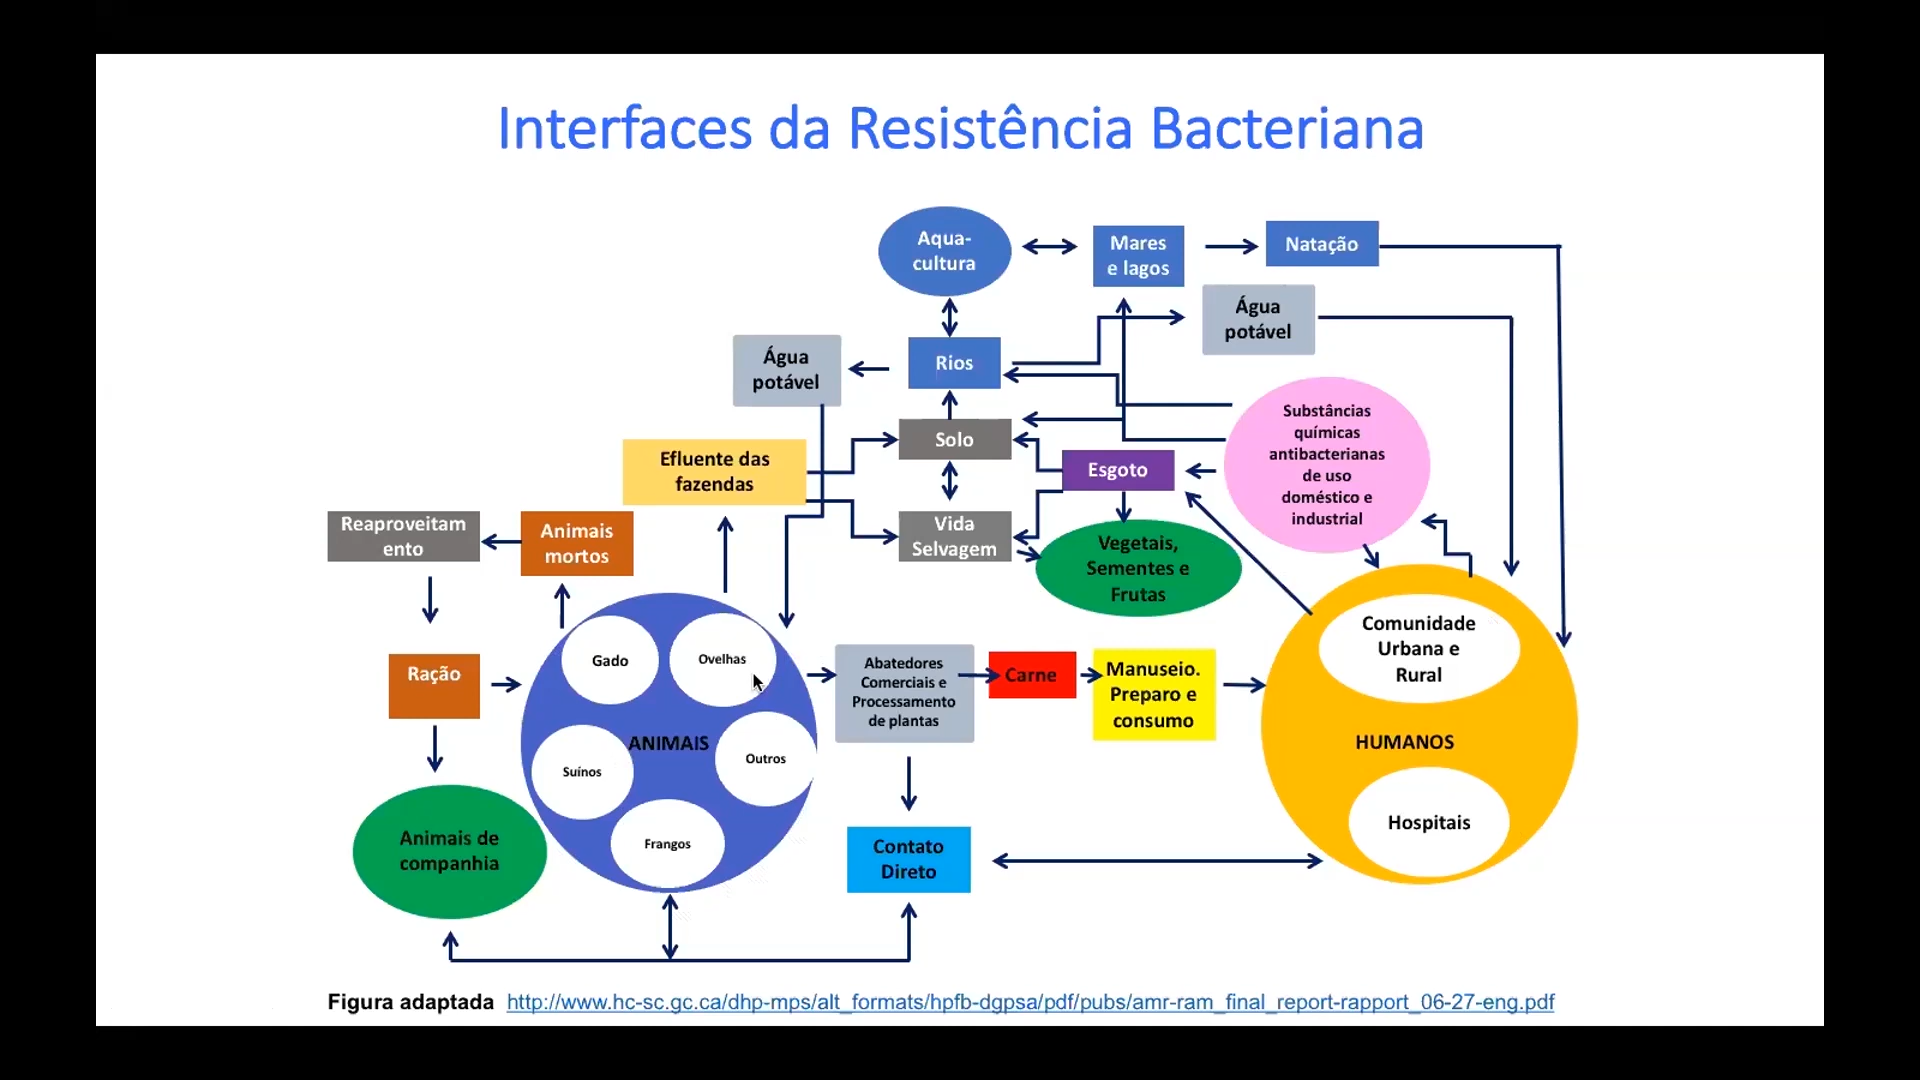 Interfaces da Resistência Bacteriana
Aqua-
cultura
Mares
e lagos
Natação
Água
potável
Água
potável
Rios
Substâncias
químicas
antibacterianas
de uso
doméstico e
industrial
Solo
Efluente das
fazendas
Esgoto
Reaproveitam
ento
Animais
mortos
Vida
Selvagem
Vegetais,
Sementes e
Frutas
Comunidade
Urbana e
Rural
Gado
Ovelhas
Abatedores
Comerciais e
Processamento
de plantas
Carne
Manuseio.
Preparo e
consumo
Ração
ANIMAIS
HUMANOS
Suínos
Outros
Hospitais
Frangos
Animais de
companhia
Contato
Direto
Figura adaptada http://www.hc-sc.gc.ca/dhp-mps/alt_formats/hpfb-dgpsa/pdf/pubs/amr-ram_final_report-rapport_06-27-eng.pdf